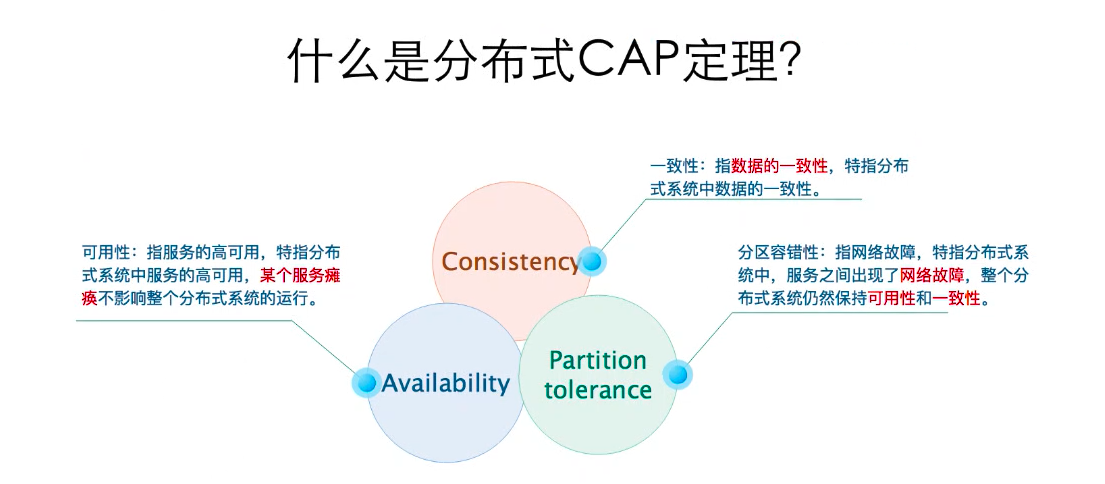 什么是分布式CAP定理?
一致性：指数据的一致性，特指分布
式系统中数据的一致性。
可用性：指服务的高可用，特指分布
式系统中服务的高可用，某个服务瘫
痪不影响整个分布式系统的运行。
分区容错性：指网络故障，特指分布式系
统中，服务之间出现了网络故障，整个分
布式系统仍然保持可用性和一致性。
Consistency
Availability
Partition
tolerance